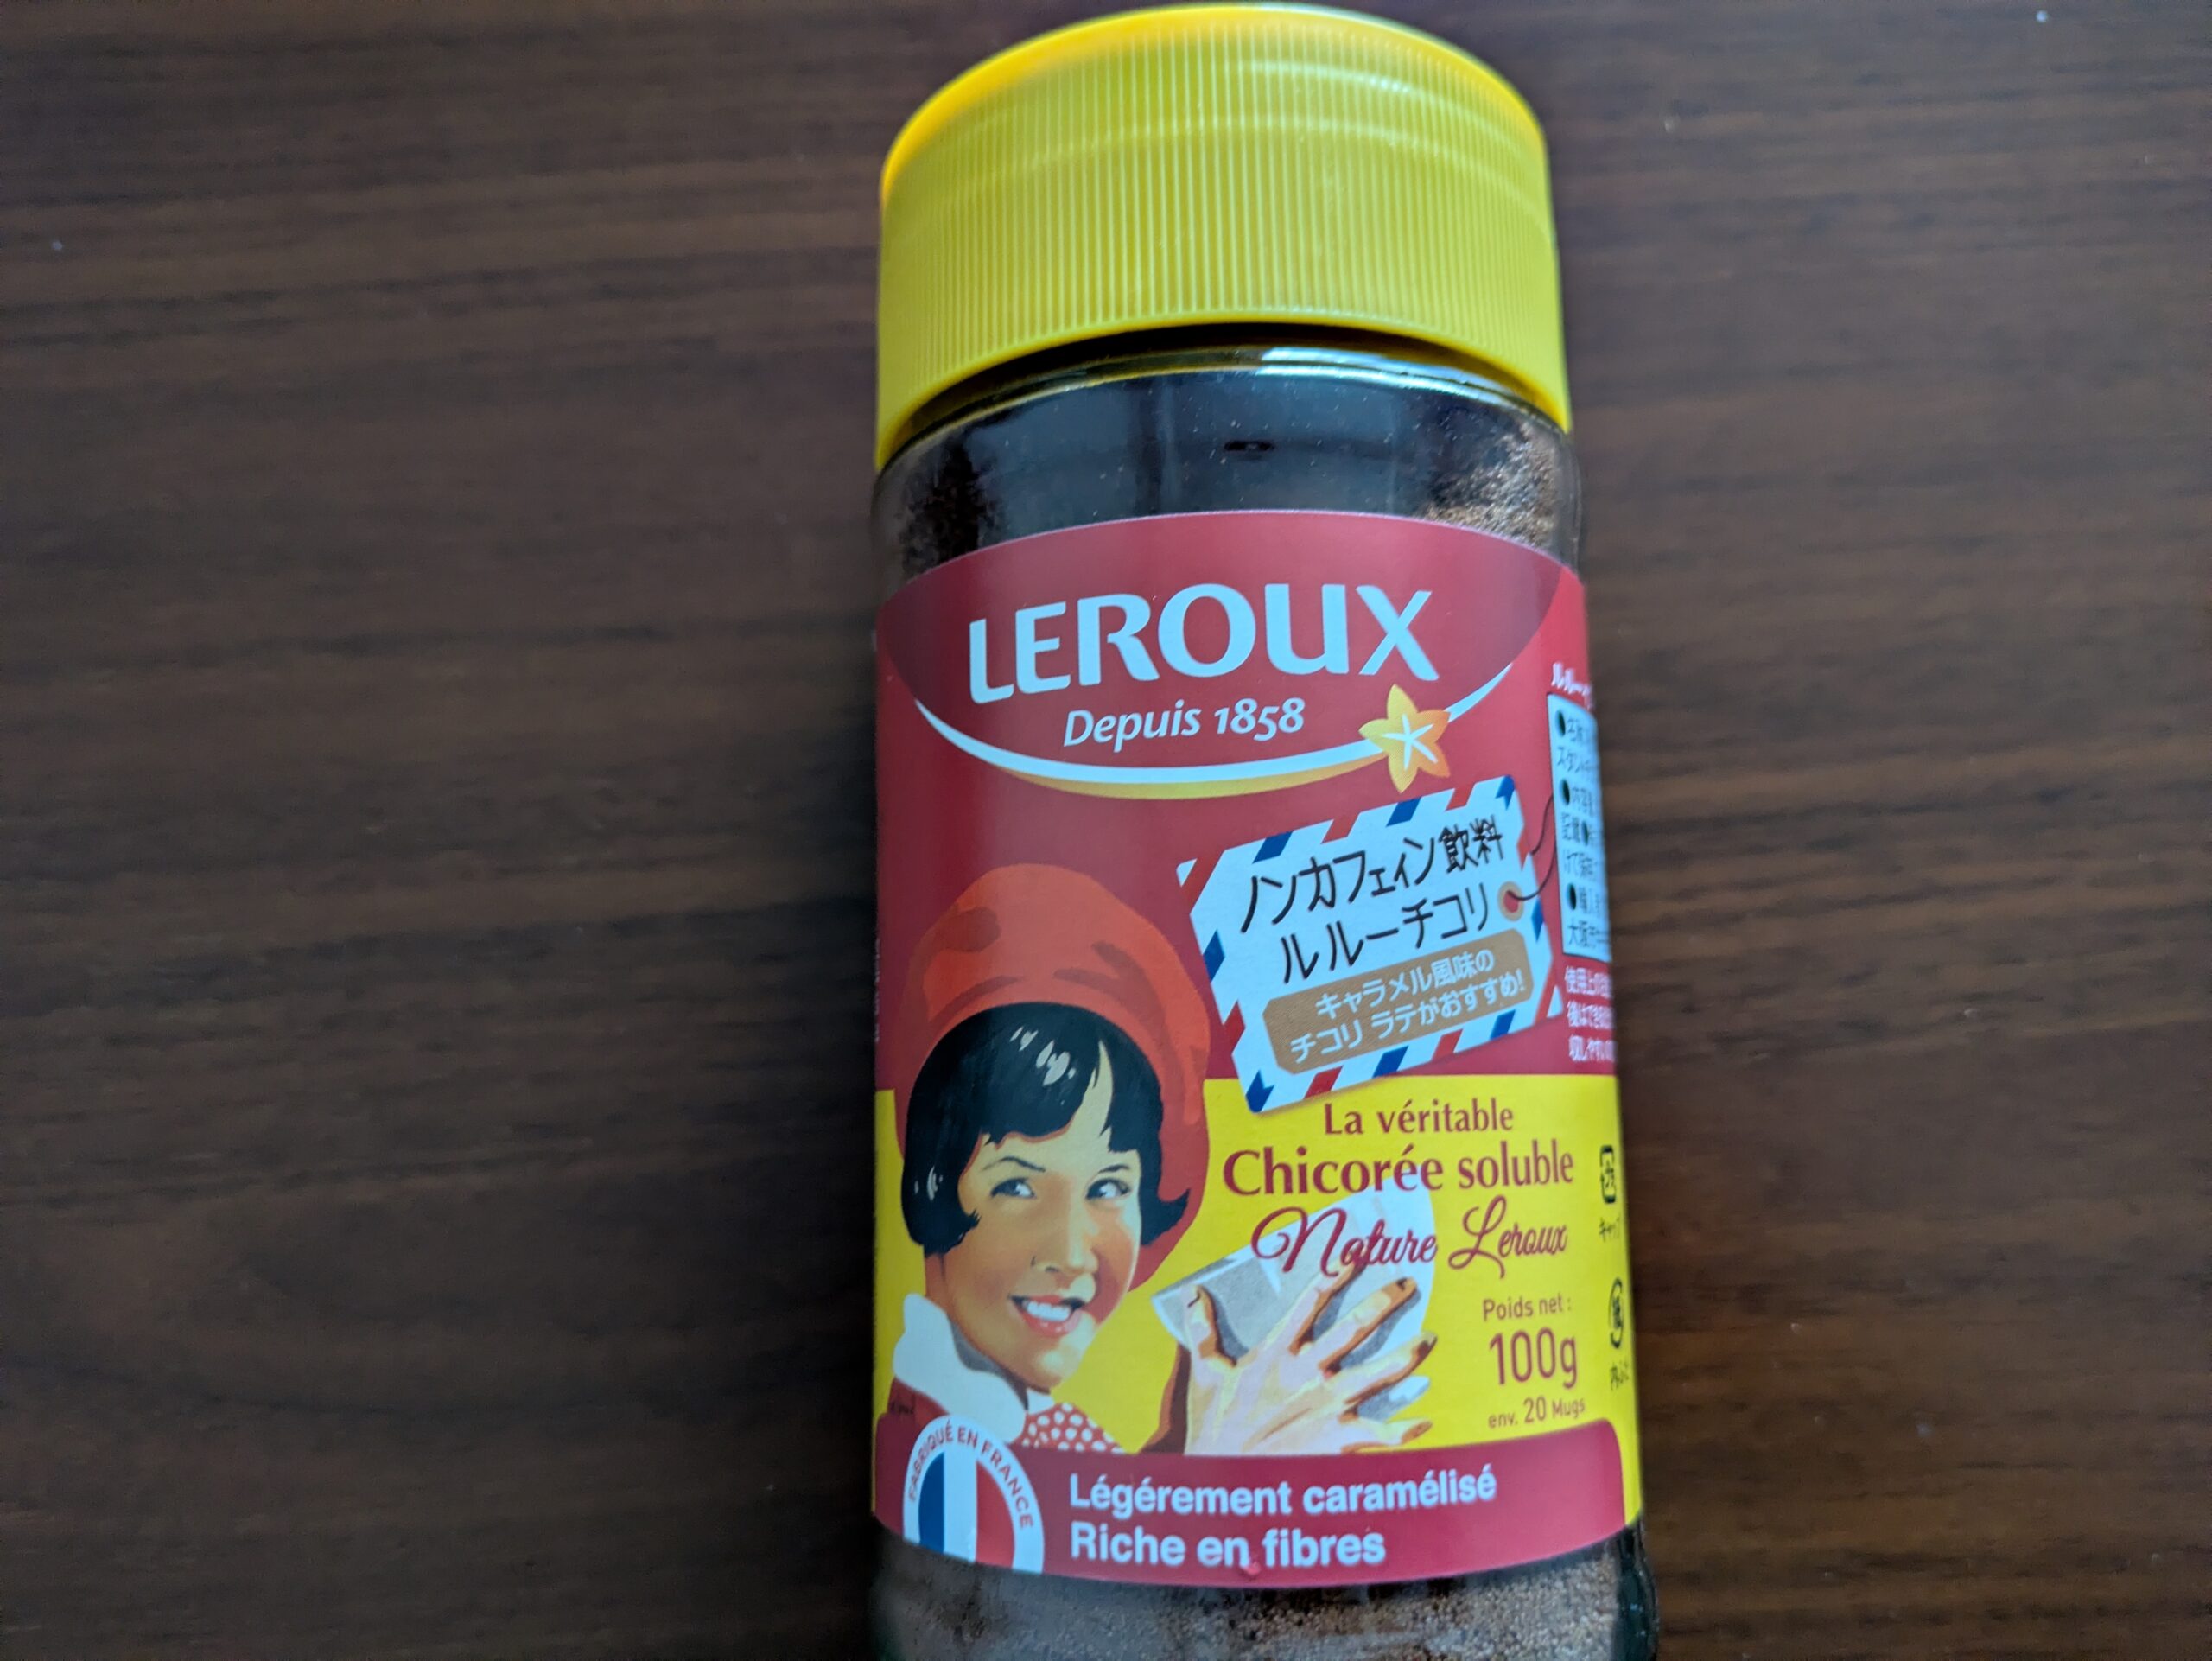 LEROUX
Depuis 1858
ノンカフェイン飲料
ルルーチコリ
キャラメル風味の
チコリ ラテがおすすめ!
La véritable
Chicorée soluble
Nature Leroux
Poids net :
100g
env. 20 Mugs
FABRIQUÉ EN FRANCE
Légérement caramélisé
Riche en fibres